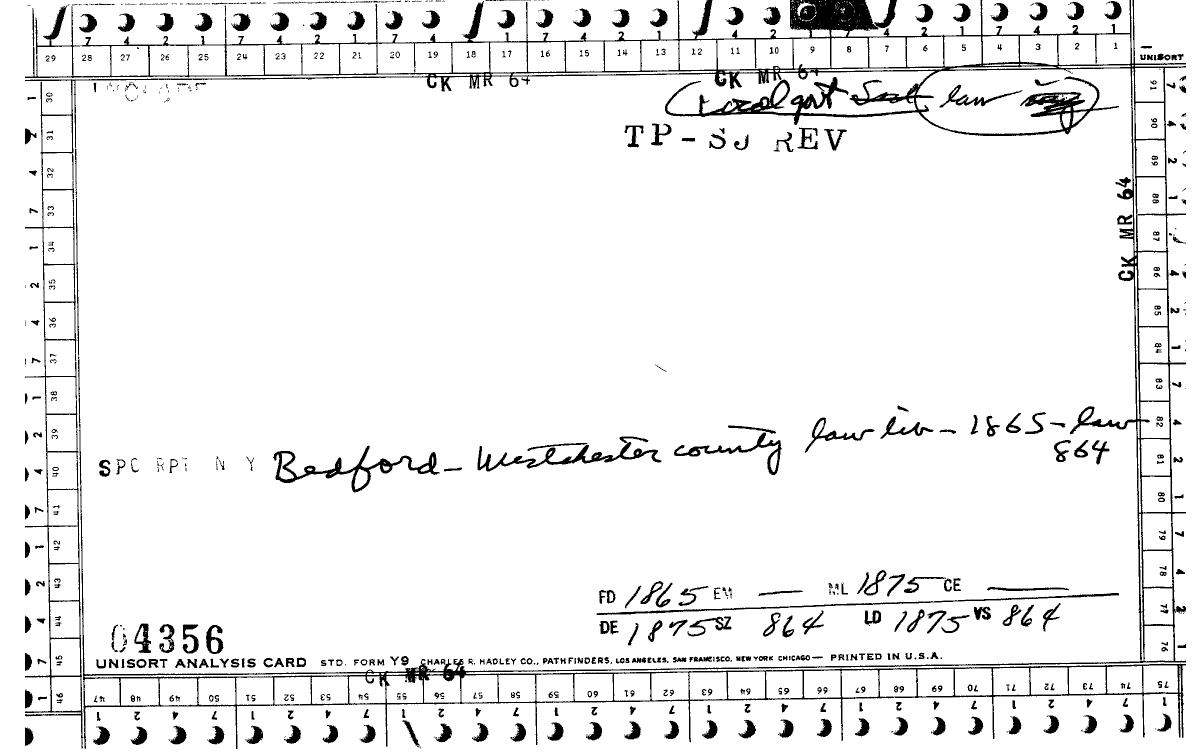 7 4 2 1 7 4 2 1 7 4 2 1 7 4 2 1 7 4 2 1 7 4 2 1
29 28 27 26 25 24 23 22 21 20 19 18 17 16 15 14 13 12 11 10 9 8 7 6 5 4 3 2 1
UNISORT
CK MR 64 CK MR 64
Local govt law
TP-SJ REV
CK MR 64
30 31 32 33 34 35 36 37 38 39 40 41 42 43 44 45 46
91 90 89 88 87 86 85 84 83 82 81 80 79 78 77 76 75
SPC RPT N Y Bedford - Westchester county law lib - 1865 - law
864
FD 1865 EM — ML 1875 CE —
DE 1875 SZ 864 LD 1875 VS 864
04356
UNISORT ANALYSIS CARD STD. FORM Y9 CHARLES R. HADLEY CO., PATHFINDERS, LOS ANGELES, SAN FRANCISCO, NEW YORK CHICAGO — PRINTED IN U.S.A.
CK MR 64
47 48 49 50 51 52 53 54 55 56 57 58 59 60 61 62 63 64 65 66 67 68 69 70 71 72 73 74